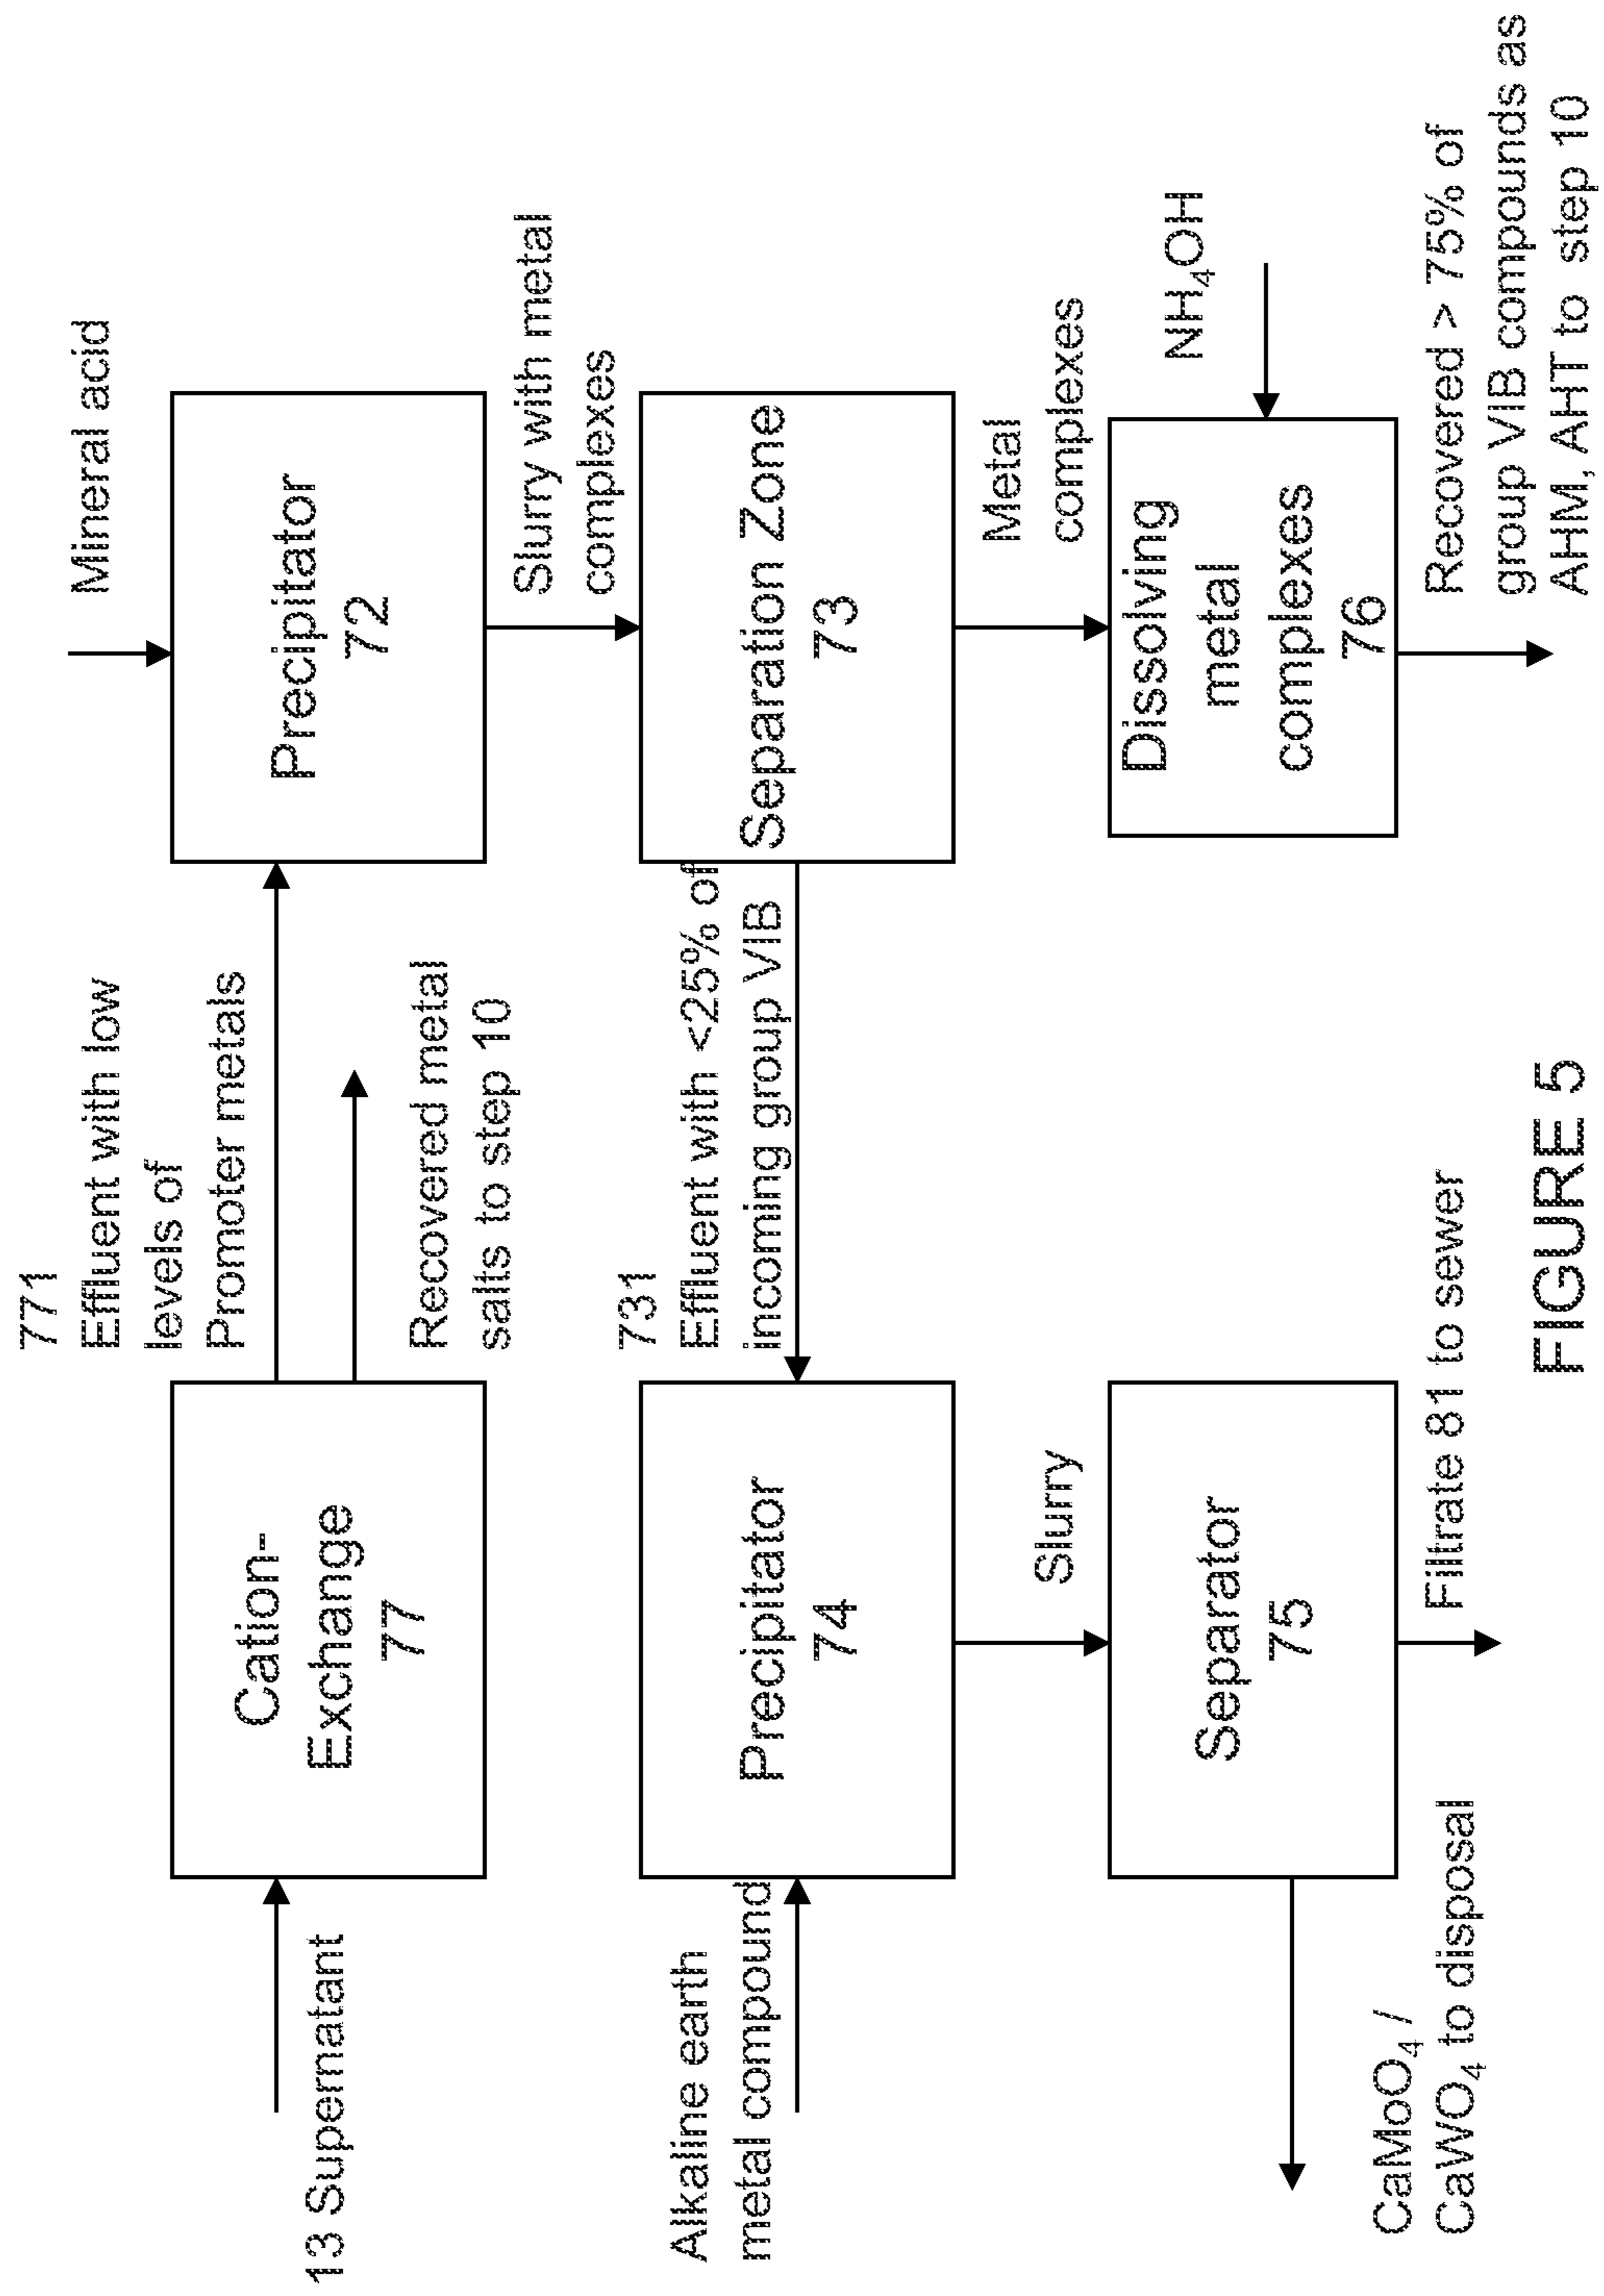 Mineral acid
771
Effluent with low
levels of
Promoter metals
Cation-
Exchange
77
Precipitator
72
13 Supernatant
Recovered metal
salts to step 10
Slurry with metal
complexes
731
Effluent with <25% of
incoming group VIB
Alkaline earth
metal compound
Precipitator
74
Separation Zone
73
Slurry
Metal
complexes
NH4OH
Separator
75
Dissolving
metal
complexes
76
CaMoO4 /
CaWO4 to disposal
Filtrate 81 to sewer
Recovered > 75% of
group VIB compounds as
AHM, AHT to step 10
FIGURE 5